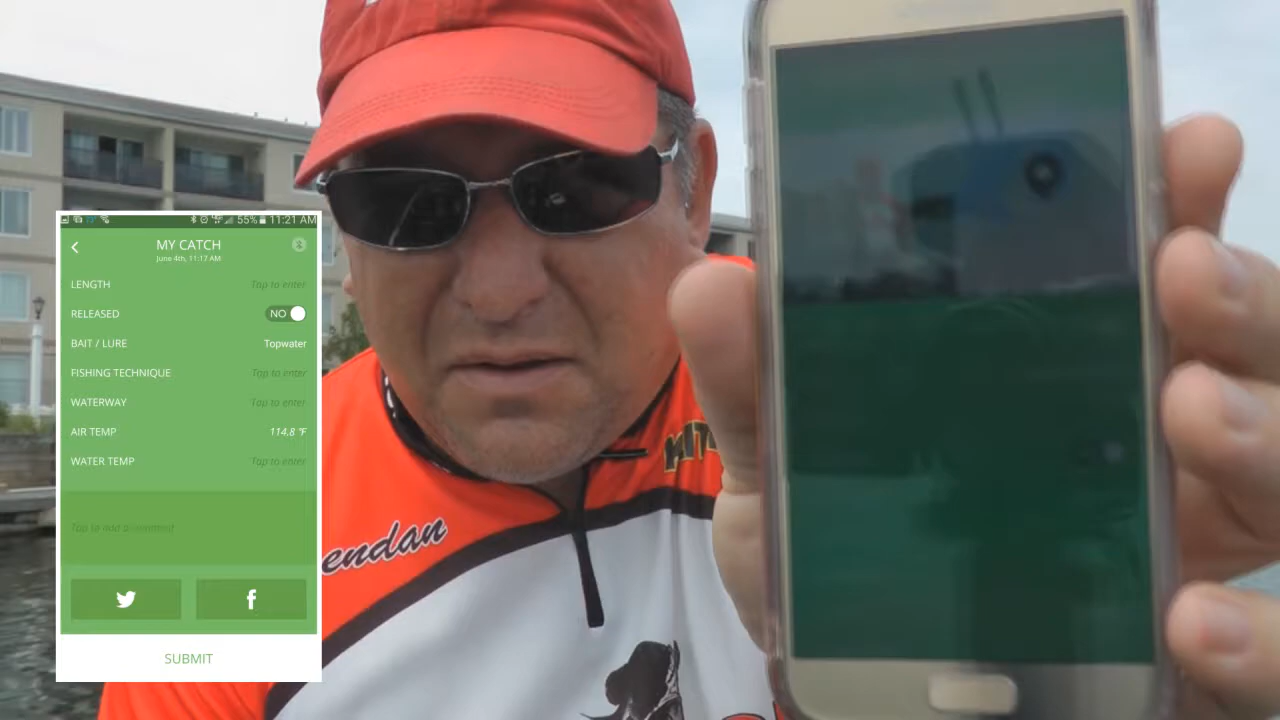 55% 11:21 AM
MY CATCH
June 4th, 11:17 AM
LENGTH Tap to enter
RELEASED NO
BAIT / LURE Topwater
FISHING TECHNIQUE Tap to enter
WATERWAY Tap to enter
AIR TEMP 114.8 °F
WATER TEMP Tap to enter
Tap to add a comment
f
SUBMIT
endan